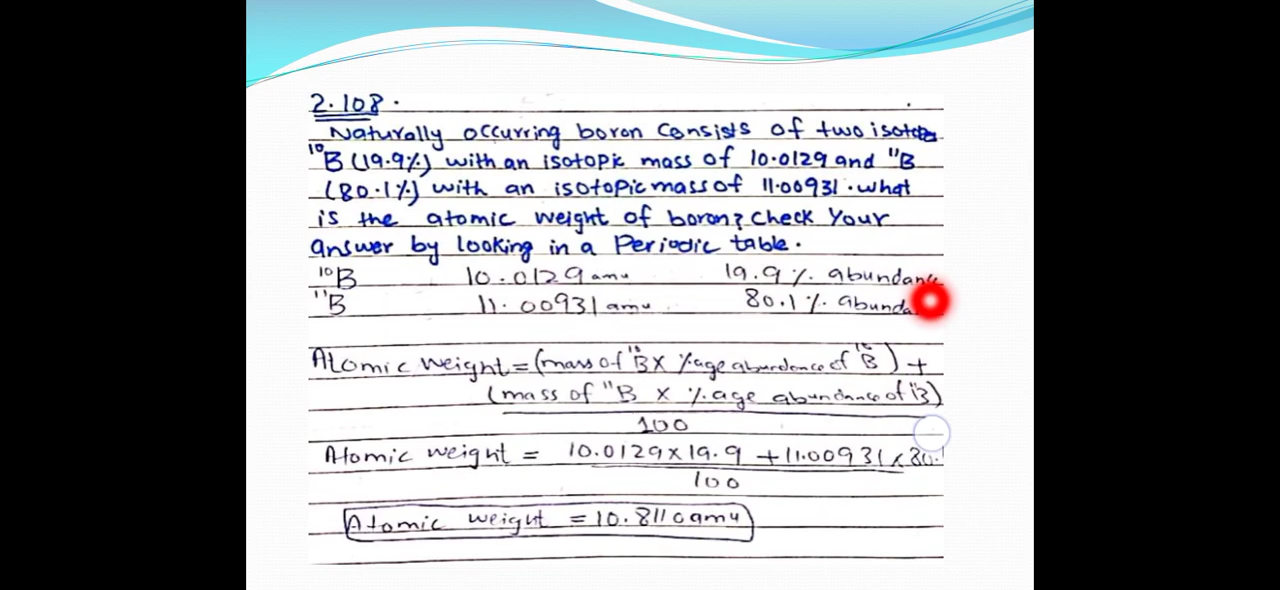 2.108.
Naturally occurring boron consists of two
¹⁰B (19.9%) with an isotopic mass of 10.0129 and ¹¹B
(80.1%) with an isotopic mass of 11.00931. what
is the atomic weight of boron? Check Your
answer by looking in a Periodic table.
¹⁰B 10.0129 amu 19.9% abundance
¹¹B 11.00931 amu 80.1% abunda
Atomic weight = (mass of ¹⁰B X %age abundance of ¹⁰B) +
(mass of ¹¹B X %age abundance of ¹¹B)
100
Atomic weight = 10.0129 x 19.9 + 11.00931 x 80.1
100
Atomic weight = 10.8110 amu